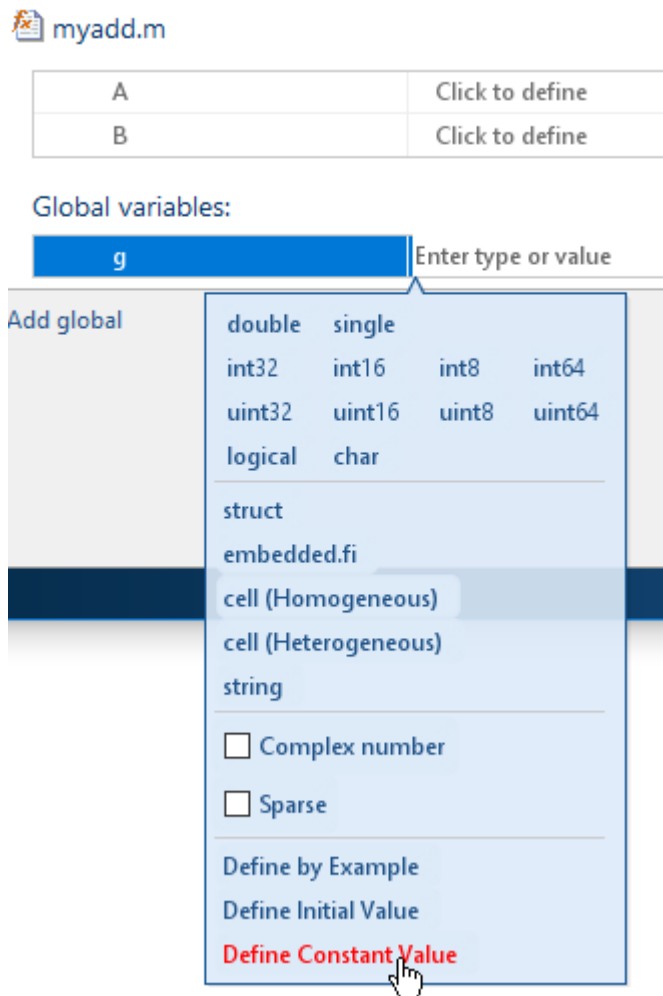 myadd.m
A Click to define
B Click to define
Global variables:
g Enter type or value
Add global
double single
int32 int16 int8 int64
uint32 uint16 uint8 uint64
logical char
struct
embedded.fi
cell (Homogeneous)
cell (Heterogeneous)
string
Complex number
Sparse
Define by Example
Define Initial Value
Define Constant Value